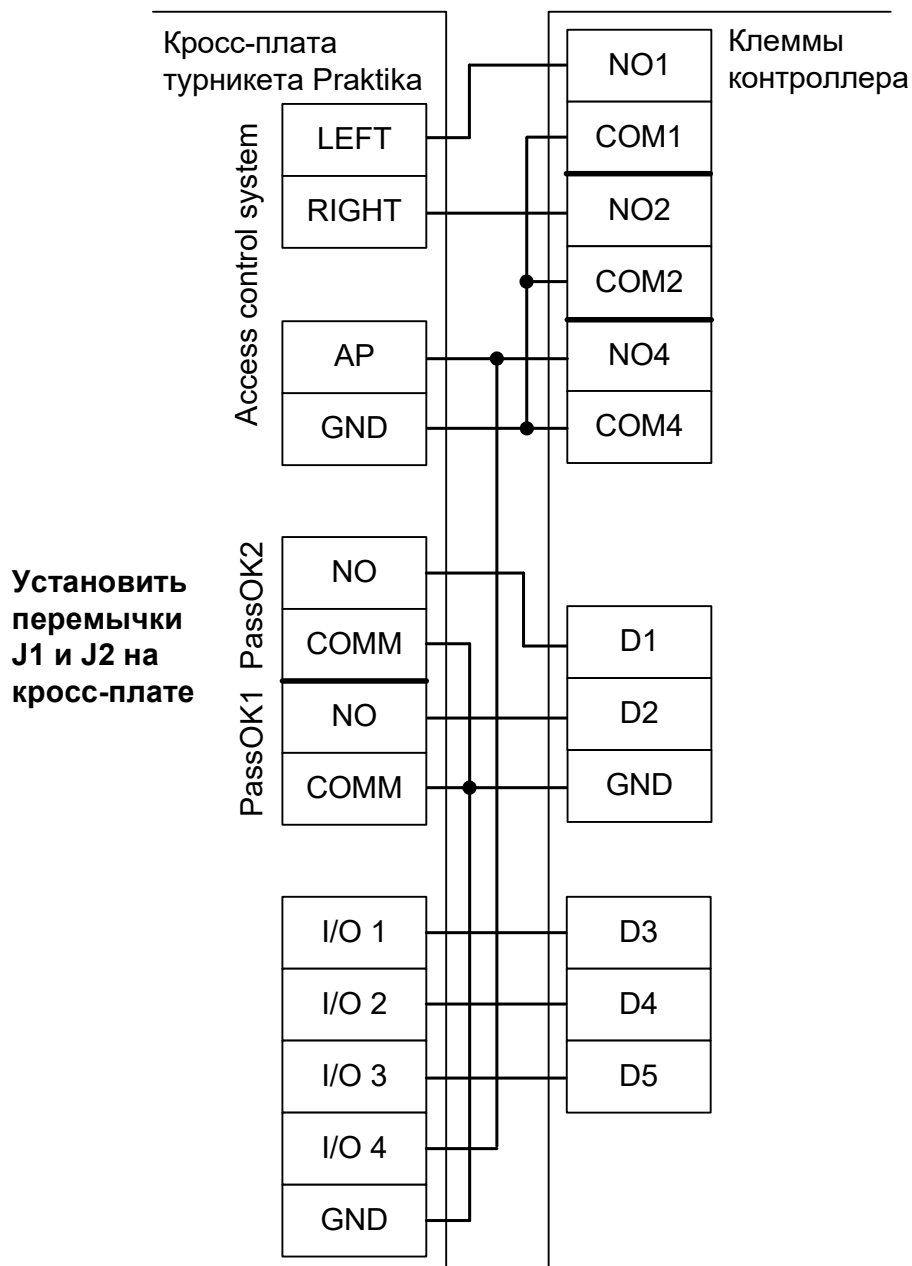 Кросс-плата
турникета Praktika
Клеммы
контроллера
Access control system
LEFT
RIGHT
AP
GND
NO1
COM1
NO2
COM2
NO4
COM4
Установить
перемычки
J1 и J2 на
кросс-плате
PassOK2
NO
COMM
PassOK1
NO
COMM
D1
D2
GND
I/O 1
I/O 2
I/O 3
I/O 4
GND
D3
D4
D5